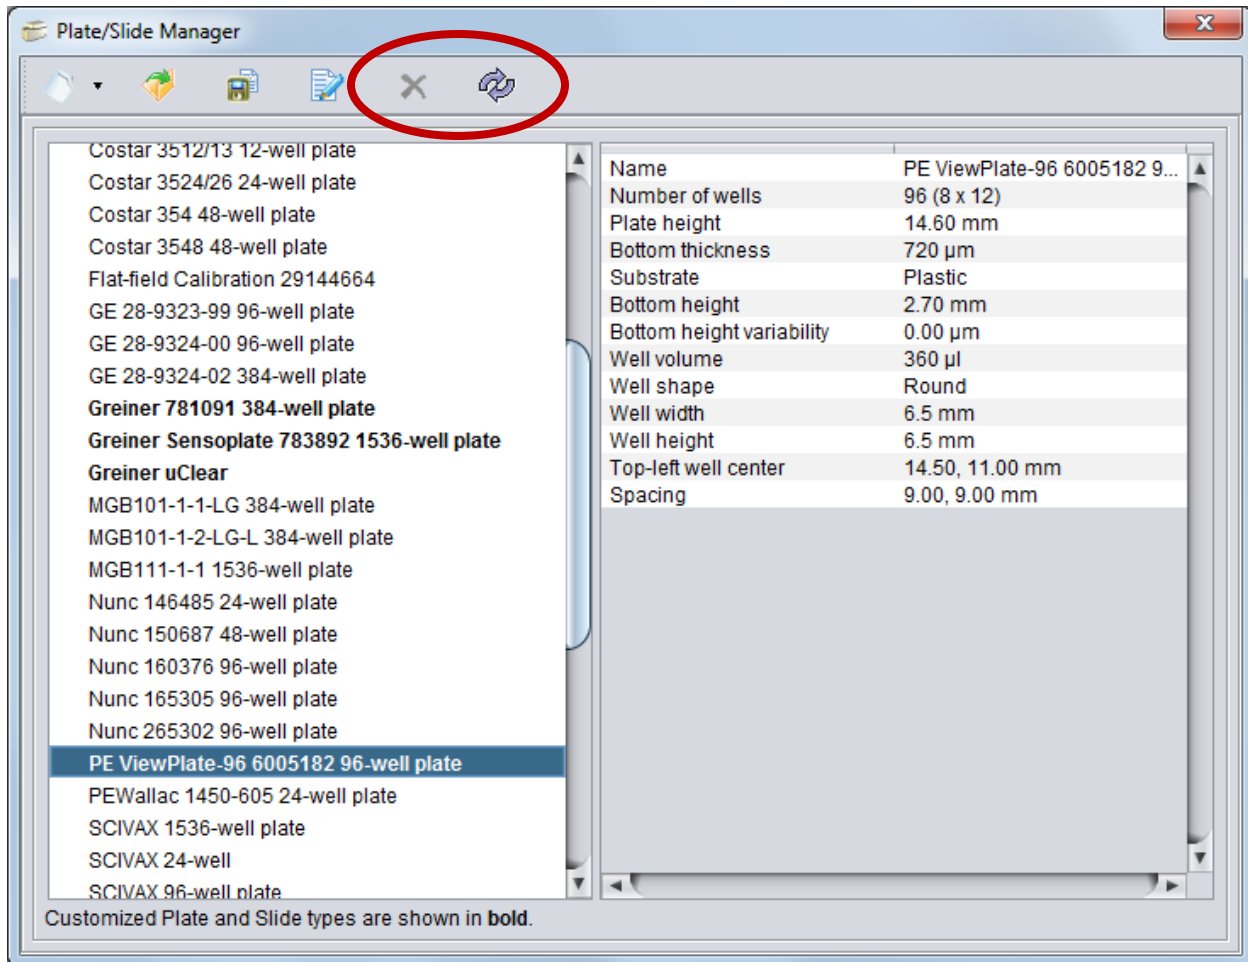 Plate/Slide Manager
Costar 3512/13 12-well plate
Costar 3524/26 24-well plate
Costar 354 48-well plate
Costar 3548 48-well plate
Flat-field Calibration 29144664
GE 28-9323-99 96-well plate
GE 28-9324-00 96-well plate
GE 28-9324-02 384-well plate
Greiner 781091 384-well plate
Greiner Sensoplate 783892 1536-well plate
Greiner uClear
MGB101-1-1-LG 384-well plate
MGB101-1-2-LG-L 384-well plate
MGB111-1-1 1536-well plate
Nunc 146485 24-well plate
Nunc 150687 48-well plate
Nunc 160376 96-well plate
Nunc 165305 96-well plate
Nunc 265302 96-well plate
PE ViewPlate-96 6005182 96-well plate
PEWallac 1450-605 24-well plate
SCIVAX 1536-well plate
SCIVAX 24-well
SCIVAX 96-well plate
Name PE ViewPlate-96 6005182 9...
Number of wells 96 (8 x 12)
Plate height 14.60 mm
Bottom thickness 720 µm
Substrate Plastic
Bottom height 2.70 mm
Bottom height variability 0.00 µm
Well volume 360 µl
Well shape Round
Well width 6.5 mm
Well height 6.5 mm
Top-left well center 14.50, 11.00 mm
Spacing 9.00, 9.00 mm
Customized Plate and Slide types are shown in bold.